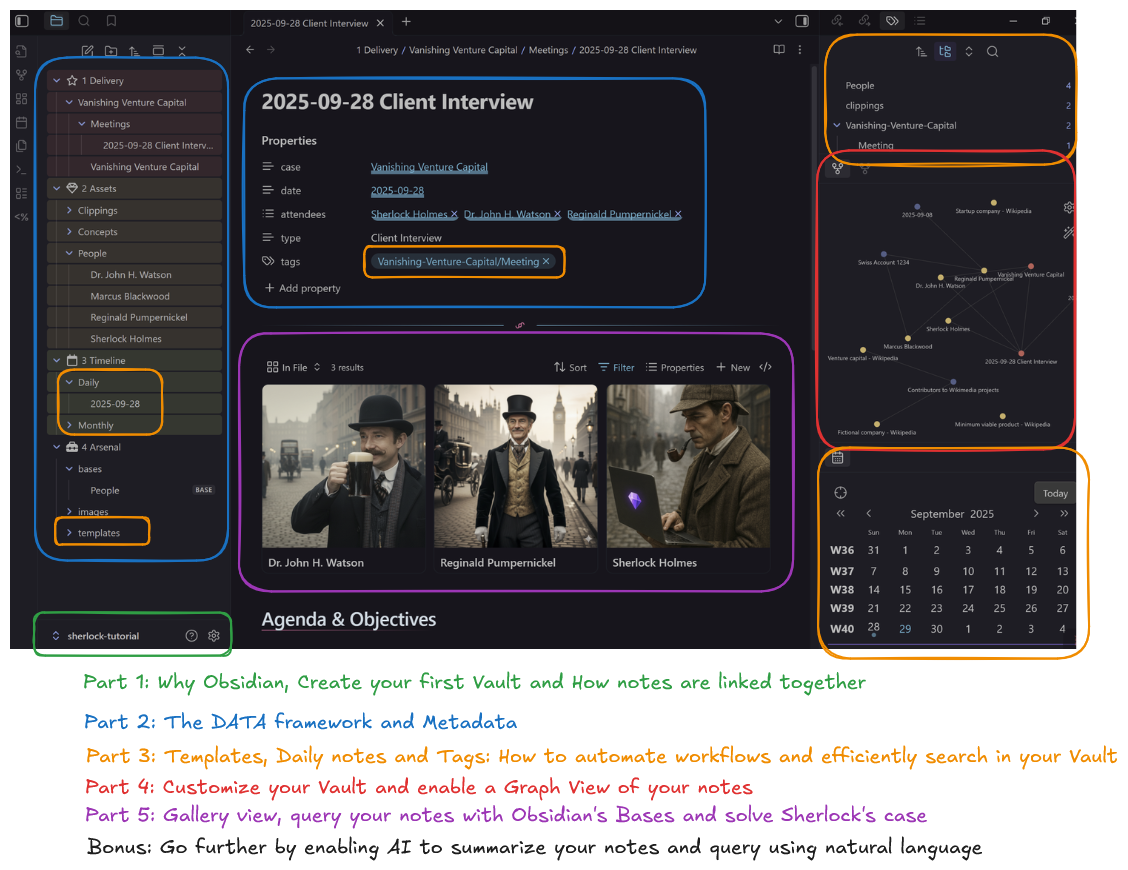 2025-09-28 Client Interview
1 Delivery / Vanishing Venture Capital / Meetings / 2025-09-28 Client Interview
1 Delivery
Vanishing Venture Capital
Meetings
2025-09-28 Client Interv...
Vanishing Venture Capital
2 Assets
Clippings
Concepts
People
Dr. John H. Watson
Marcus Blackwood
Reginald Pumpernickel
Sherlock Holmes
3 Timeline
Daily
2025-09-28
Monthly
4 Arsenal
bases
People BASE
images
templates
sherlock-tutorial
2025-09-28 Client Interview
Properties
case Vanishing Venture Capital
date 2025-09-28
attendees Sherlock Holmes × Dr. John H. Watson × Reginald Pumpernickel ×
type Client Interview
tags Vanishing-Venture-Capital/Meeting ×
+ Add property
In File 3 results Sort Filter Properties + New </>
Dr. John H. Watson Reginald Pumpernickel Sherlock Holmes
Agenda & Objectives
People 4
clippings 2
Vanishing-Venture-Capital 2
Meeting 1
2025-09-08
Startup company - Wikipedia
Swiss Account 1234
Reginald Pumpernickel
Vanishing Venture Capital
Dr. John H. Watson
20
Sherlock Holmes
Marcus Blackwood
Venture capital - Wikipedia
2025-09-28 Client Interview
Contributors to Wikimedia projects
Minimum viable product - Wikipedia
Fictional company - Wikipedia
Today
September 2025
Sun Mon Tue Wed Thu Fri Sat
W36 31 1 2 3 4 5 6
W37 7 8 9 10 11 12 13
W38 14 15 16 17 18 19 20
W39 21 22 23 24 25 26 27
W40 28 29 30 1 2 3 4
Part 1: Why Obsidian, Create your first Vault and How notes are linked together
Part 2: The DATA framework and Metadata
Part 3: Templates, Daily notes and Tags: How to automate workflows and efficiently search in your Vault
Part 4: Customize your Vault and enable a Graph View of your notes
Part 5: Gallery view, query your notes with Obsidian's Bases and solve Sherlock's case
Bonus: Go further by enabling AI to summarize your notes and query using natural language